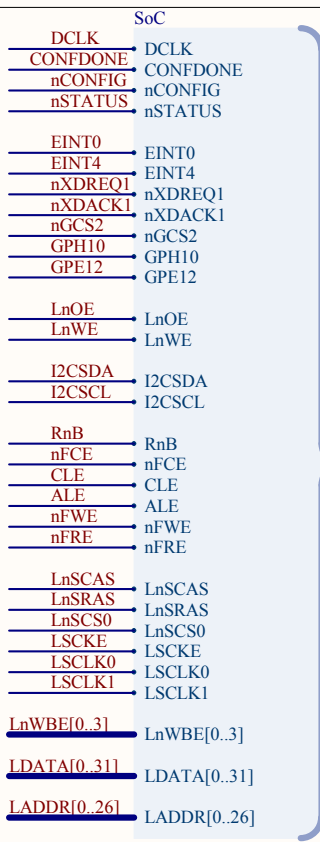 SoC
DCLK DCLK
CONFDONE CONFDONE
nCONFIG nCONFIG
nSTATUS nSTATUS
EINT0 EINT0
EINT4 EINT4
nXDREQ1 nXDREQ1
nXDACK1 nXDACK1
nGCS2 nGCS2
GPH10 GPH10
GPE12 GPE12
LnOE LnOE
LnWE LnWE
I2CSDA I2CSDA
I2CSCL I2CSCL
RnB RnB
nFCE nFCE
CLE CLE
ALE ALE
nFWE nFWE
nFRE nFRE
LnSCAS LnSCAS
LnSRAS LnSRAS
LnSCS0 LnSCS0
LSCKE LSCKE
LSCLK0 LSCLK0
LSCLK1 LSCLK1
LnWBE[0..3] LnWBE[0..3]
LDATA[0..31] LDATA[0..31]
LADDR[0..26] LADDR[0..26]